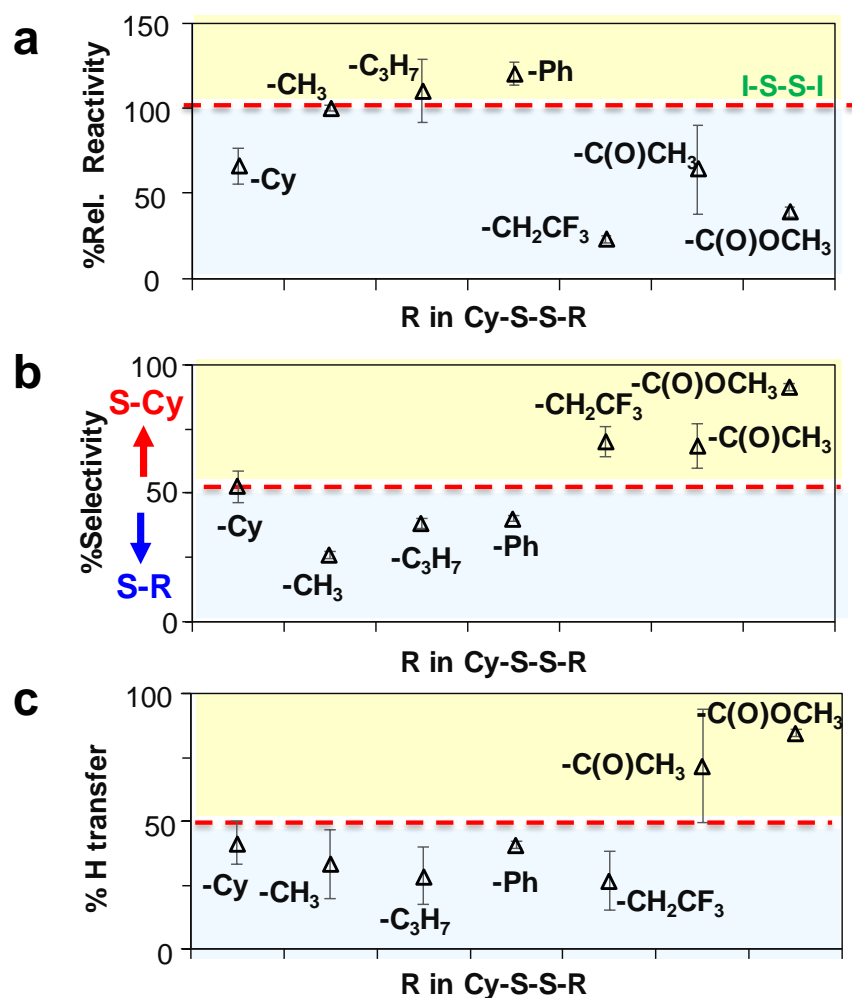 a
%Rel. Reactivity
150
100
50
0
-Cy
-CH₃
-C₃H₇
-Ph
-CH₂CF₃
-C(O)CH₃
-C(O)OCH₃
I-S-S-I
R in Cy-S-S-R
b
%Selectivity
S-Cy
S-R
100
50
0
-Cy
-CH₃
-C₃H₇
-Ph
-CH₂CF₃
-C(O)OCH₃
-C(O)CH₃
R in Cy-S-S-R
c
% H transfer
100
50
0
-Cy
-CH₃
-C₃H₇
-Ph
-CH₂CF₃
-C(O)CH₃
-C(O)OCH₃
R in Cy-S-S-R